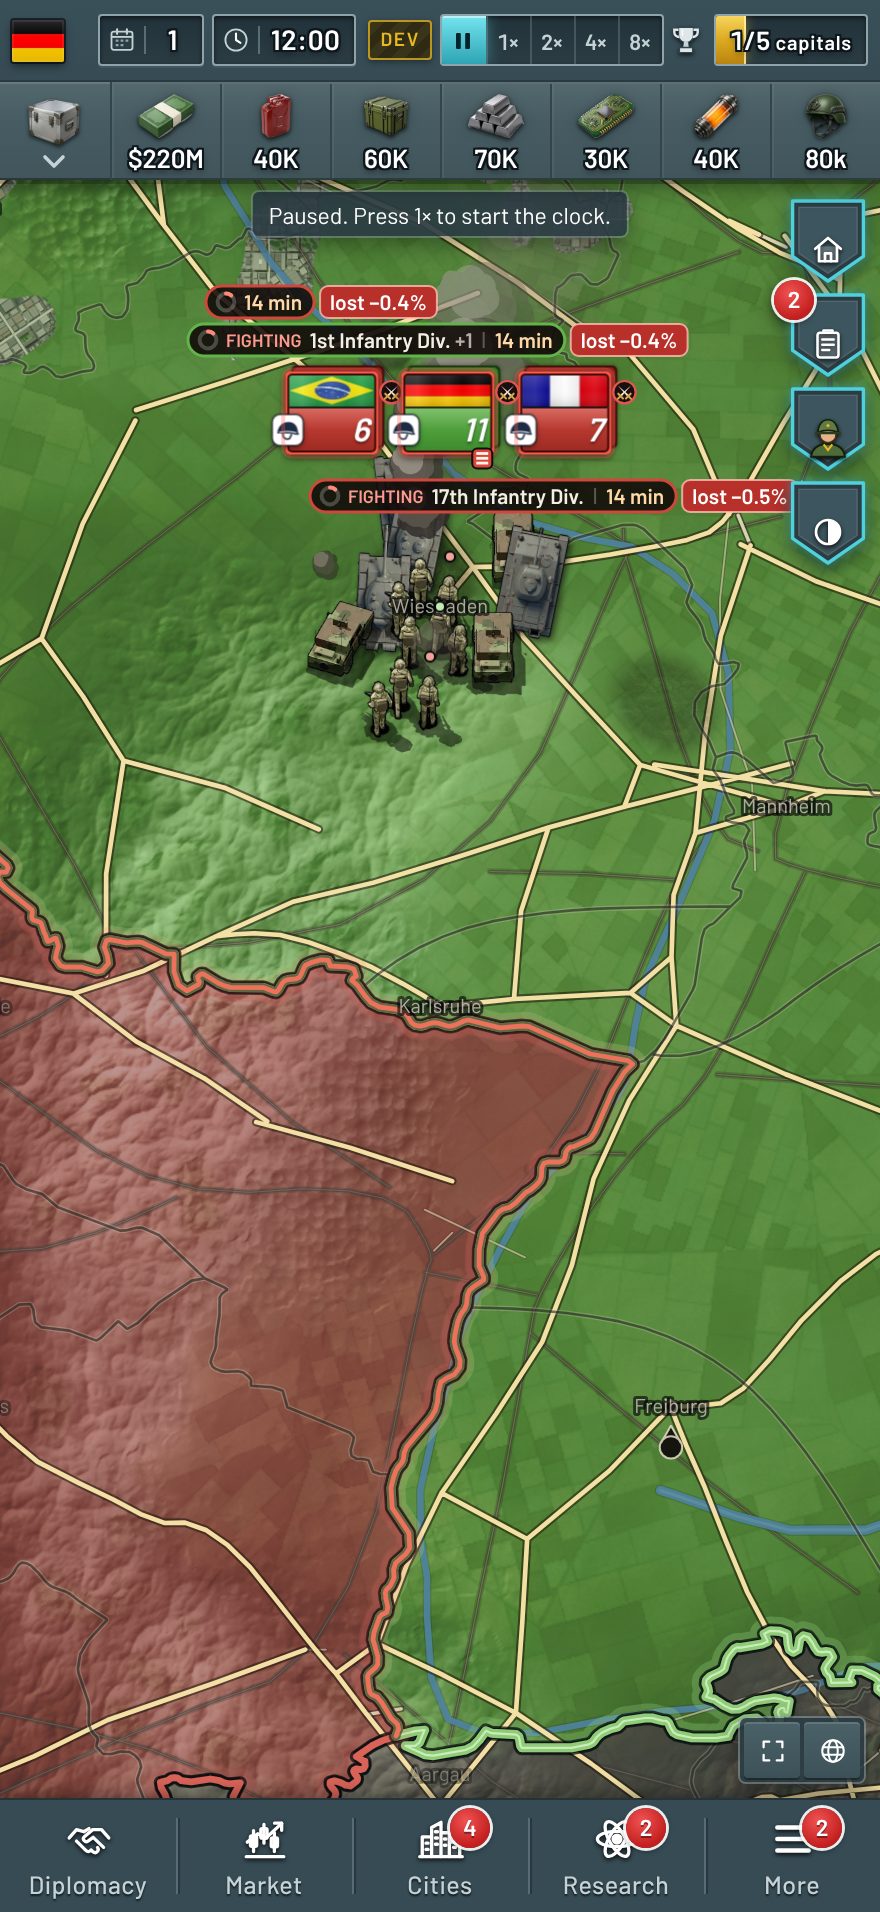 1
12:00
DEV
1×
2×
4×
8×
1/5 capitals
$220M
40K
60K
70K
30K
40K
80k
Paused. Press 1× to start the clock.
2
14 min
lost −0.4%
FIGHTING 1st Infantry Div. +1 | 14 min
lost −0.4%
6
11
7
FIGHTING 17th Infantry Div. | 14 min
lost −0.5%
Wiesbaden
Mannheim
e
Karlsruhe
s
Freiburg
Aargau
Diplomacy
Market
4
Cities
2
Research
2
More